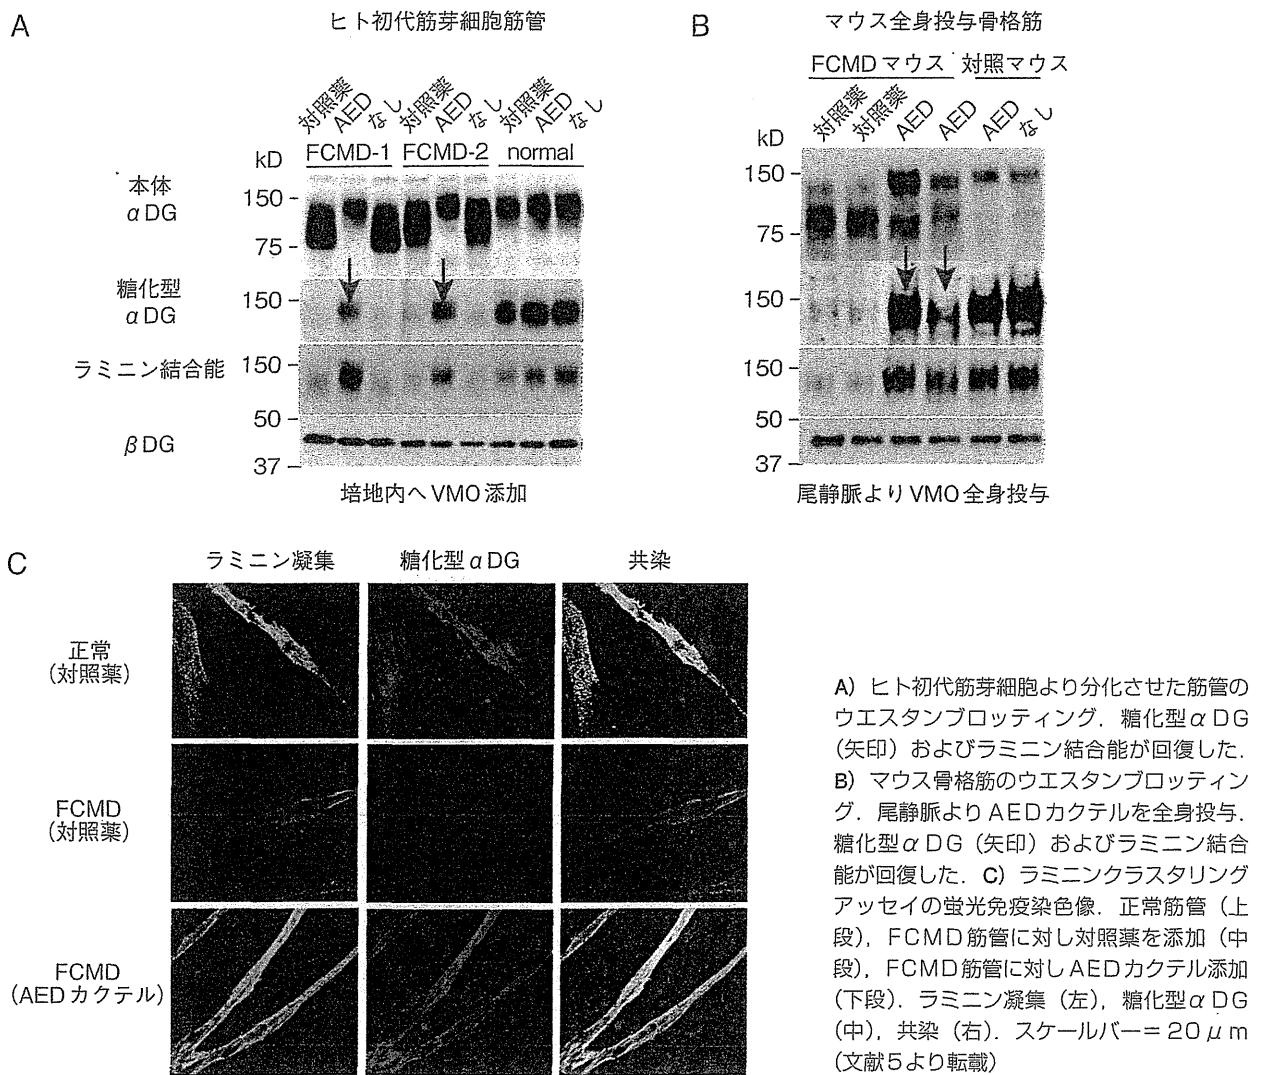 A
ヒト初代筋芽細胞筋管
対照薬 AED なし 対照薬 AED なし 対照薬 AED なし
kD FCMD-1 FCMD-2 normal
本体
αDG
150
75
糖化型
αDG
150
ラミニン結合能 150
50
βDG
37
培地内へVMO添加
B
マウス全身投与骨格筋
FCMDマウス 対照マウス
対照薬 対照薬 AED AED AED なし
kD
150
75
150
150
50
37
尾静脈よりVMO全身投与
C
ラミニン凝集 糖化型αDG 共染
正常
(対照薬)
FCMD
(対照薬)
FCMD
(AEDカクテル)
A)ヒト初代筋芽細胞より分化させた筋管の
ウエスタンブロッティング.糖化型αDG
(矢印)およびラミニン結合能が回復した.
B)マウス骨格筋のウエスタンブロッティン
グ.尾静脈よりAEDカクテルを全身投与.
糖化型αDG(矢印)およびラミニン結合
能が回復した.C)ラミニンクラスタリング
アッセイの蛍光免疫染色像.正常筋管(上
段),FCMD筋管に対し対照薬を添加(中
段),FCMD筋管に対しAEDカクテル添加
(下段).ラミニン凝集(左),糖化型αDG
(中),共染(右).スケールバー=20μm
(文献5より転載)